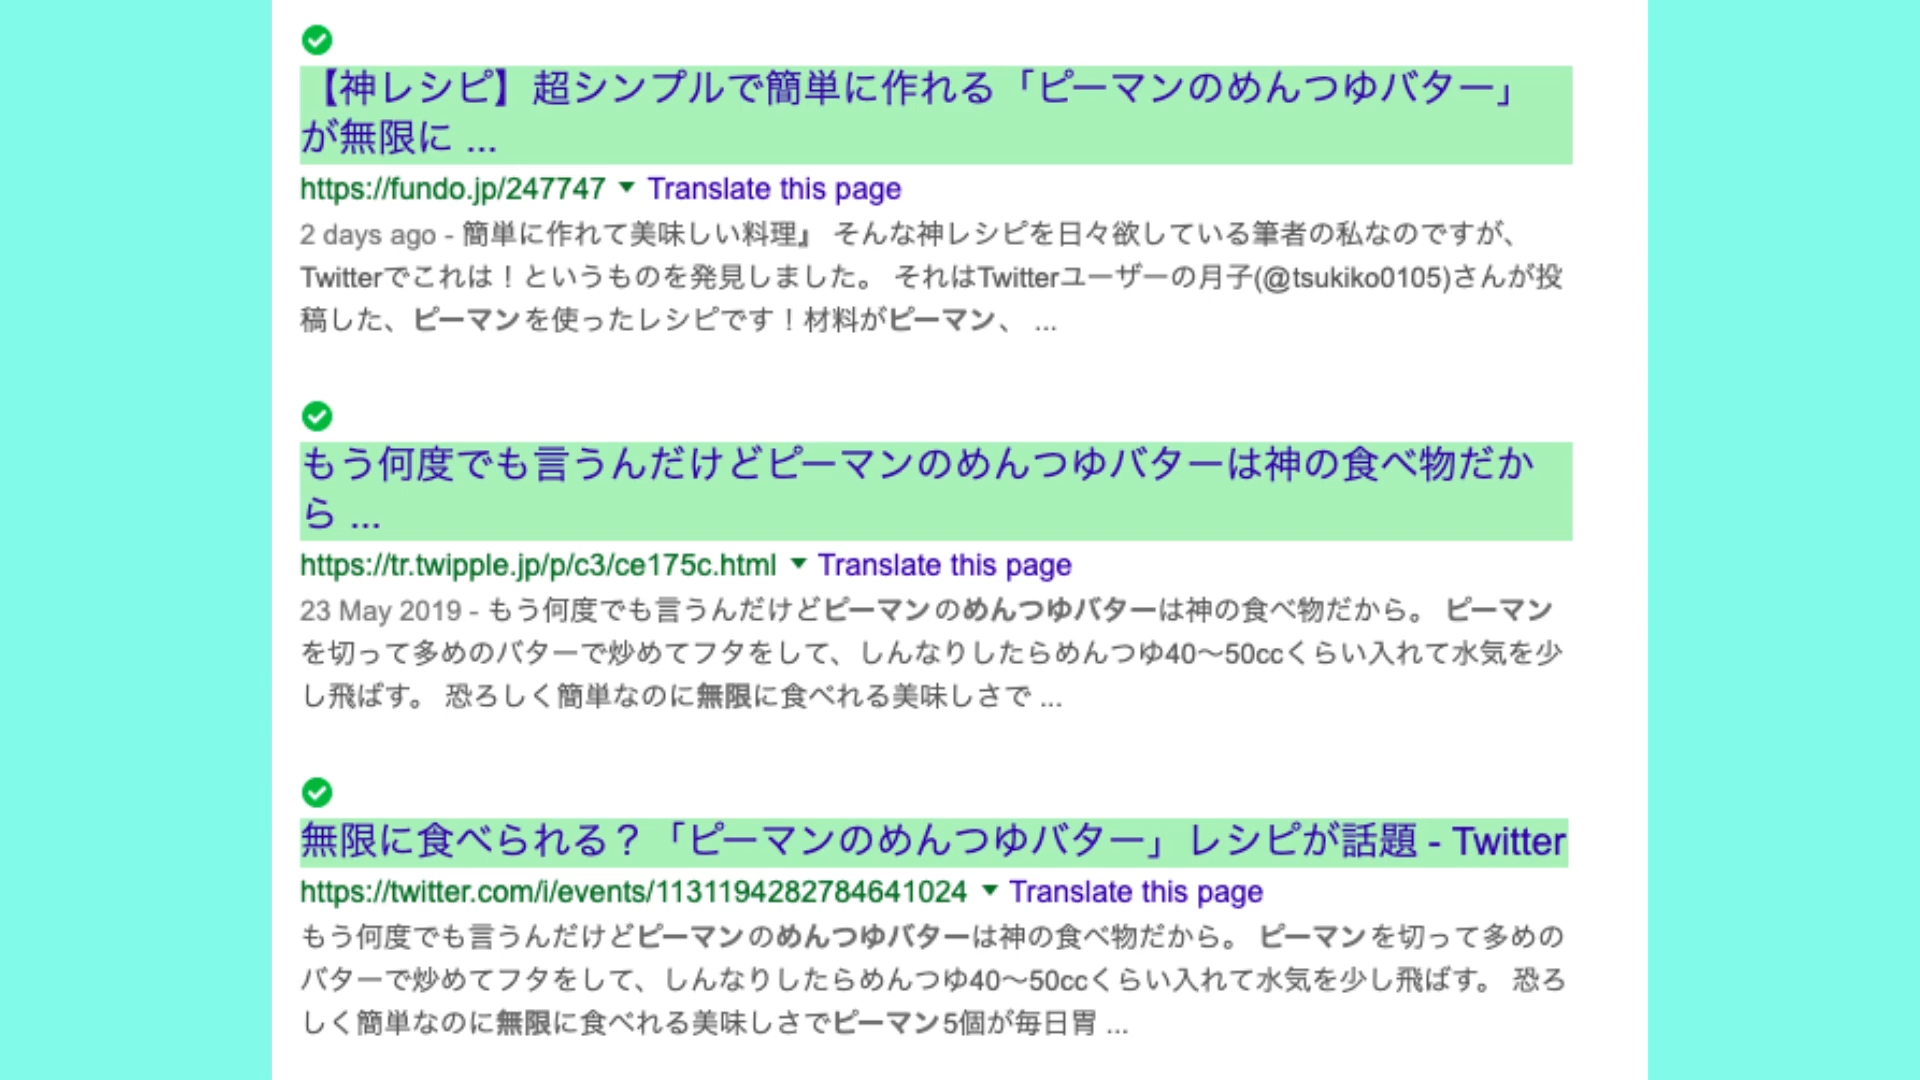 【神レシピ】超シンプルで簡単に作れる「ピーマンのめんつゆバター」
が無限に ...
https://fundo.jp/247747 ▼ Translate this page
2 days ago - 簡単に作れて美味しい料理』 そんな神レシピを日々欲している筆者の私なのですが、
Twitterでこれは！というものを発見しました。 それはTwitterユーザーの月子(@tsukiko0105)さんが投
稿した、ピーマンを使ったレシピです！材料がピーマン、 ...
もう何度でも言うんだけどピーマンのめんつゆバターは神の食べ物だか
ら ...
https://tr.twipple.jp/p/c3/ce175c.html ▼ Translate this page
23 May 2019 - もう何度でも言うんだけどピーマンのめんつゆバターは神の食べ物だから。 ピーマン
を切って多めのバターで炒めてフタをして、しんなりしたらめんつゆ40〜50ccくらい入れて水気を少
し飛ばす。 恐ろしく簡単なのに無限に食べれる美味しさで ...
無限に食べられる？「ピーマンのめんつゆバター」レシピが話題 - Twitter
https://twitter.com/i/events/1131194282784641024 ▼ Translate this page
もう何度でも言うんだけどピーマンのめんつゆバターは神の食べ物だから。 ピーマンを切って多めの
バターで炒めてフタをして、しんなりしたらめんつゆ40〜50ccくらい入れて水気を少し飛ばす。 恐ろ
しく簡単なのに無限に食べれる美味しさでピーマン5個が毎日胃 ...